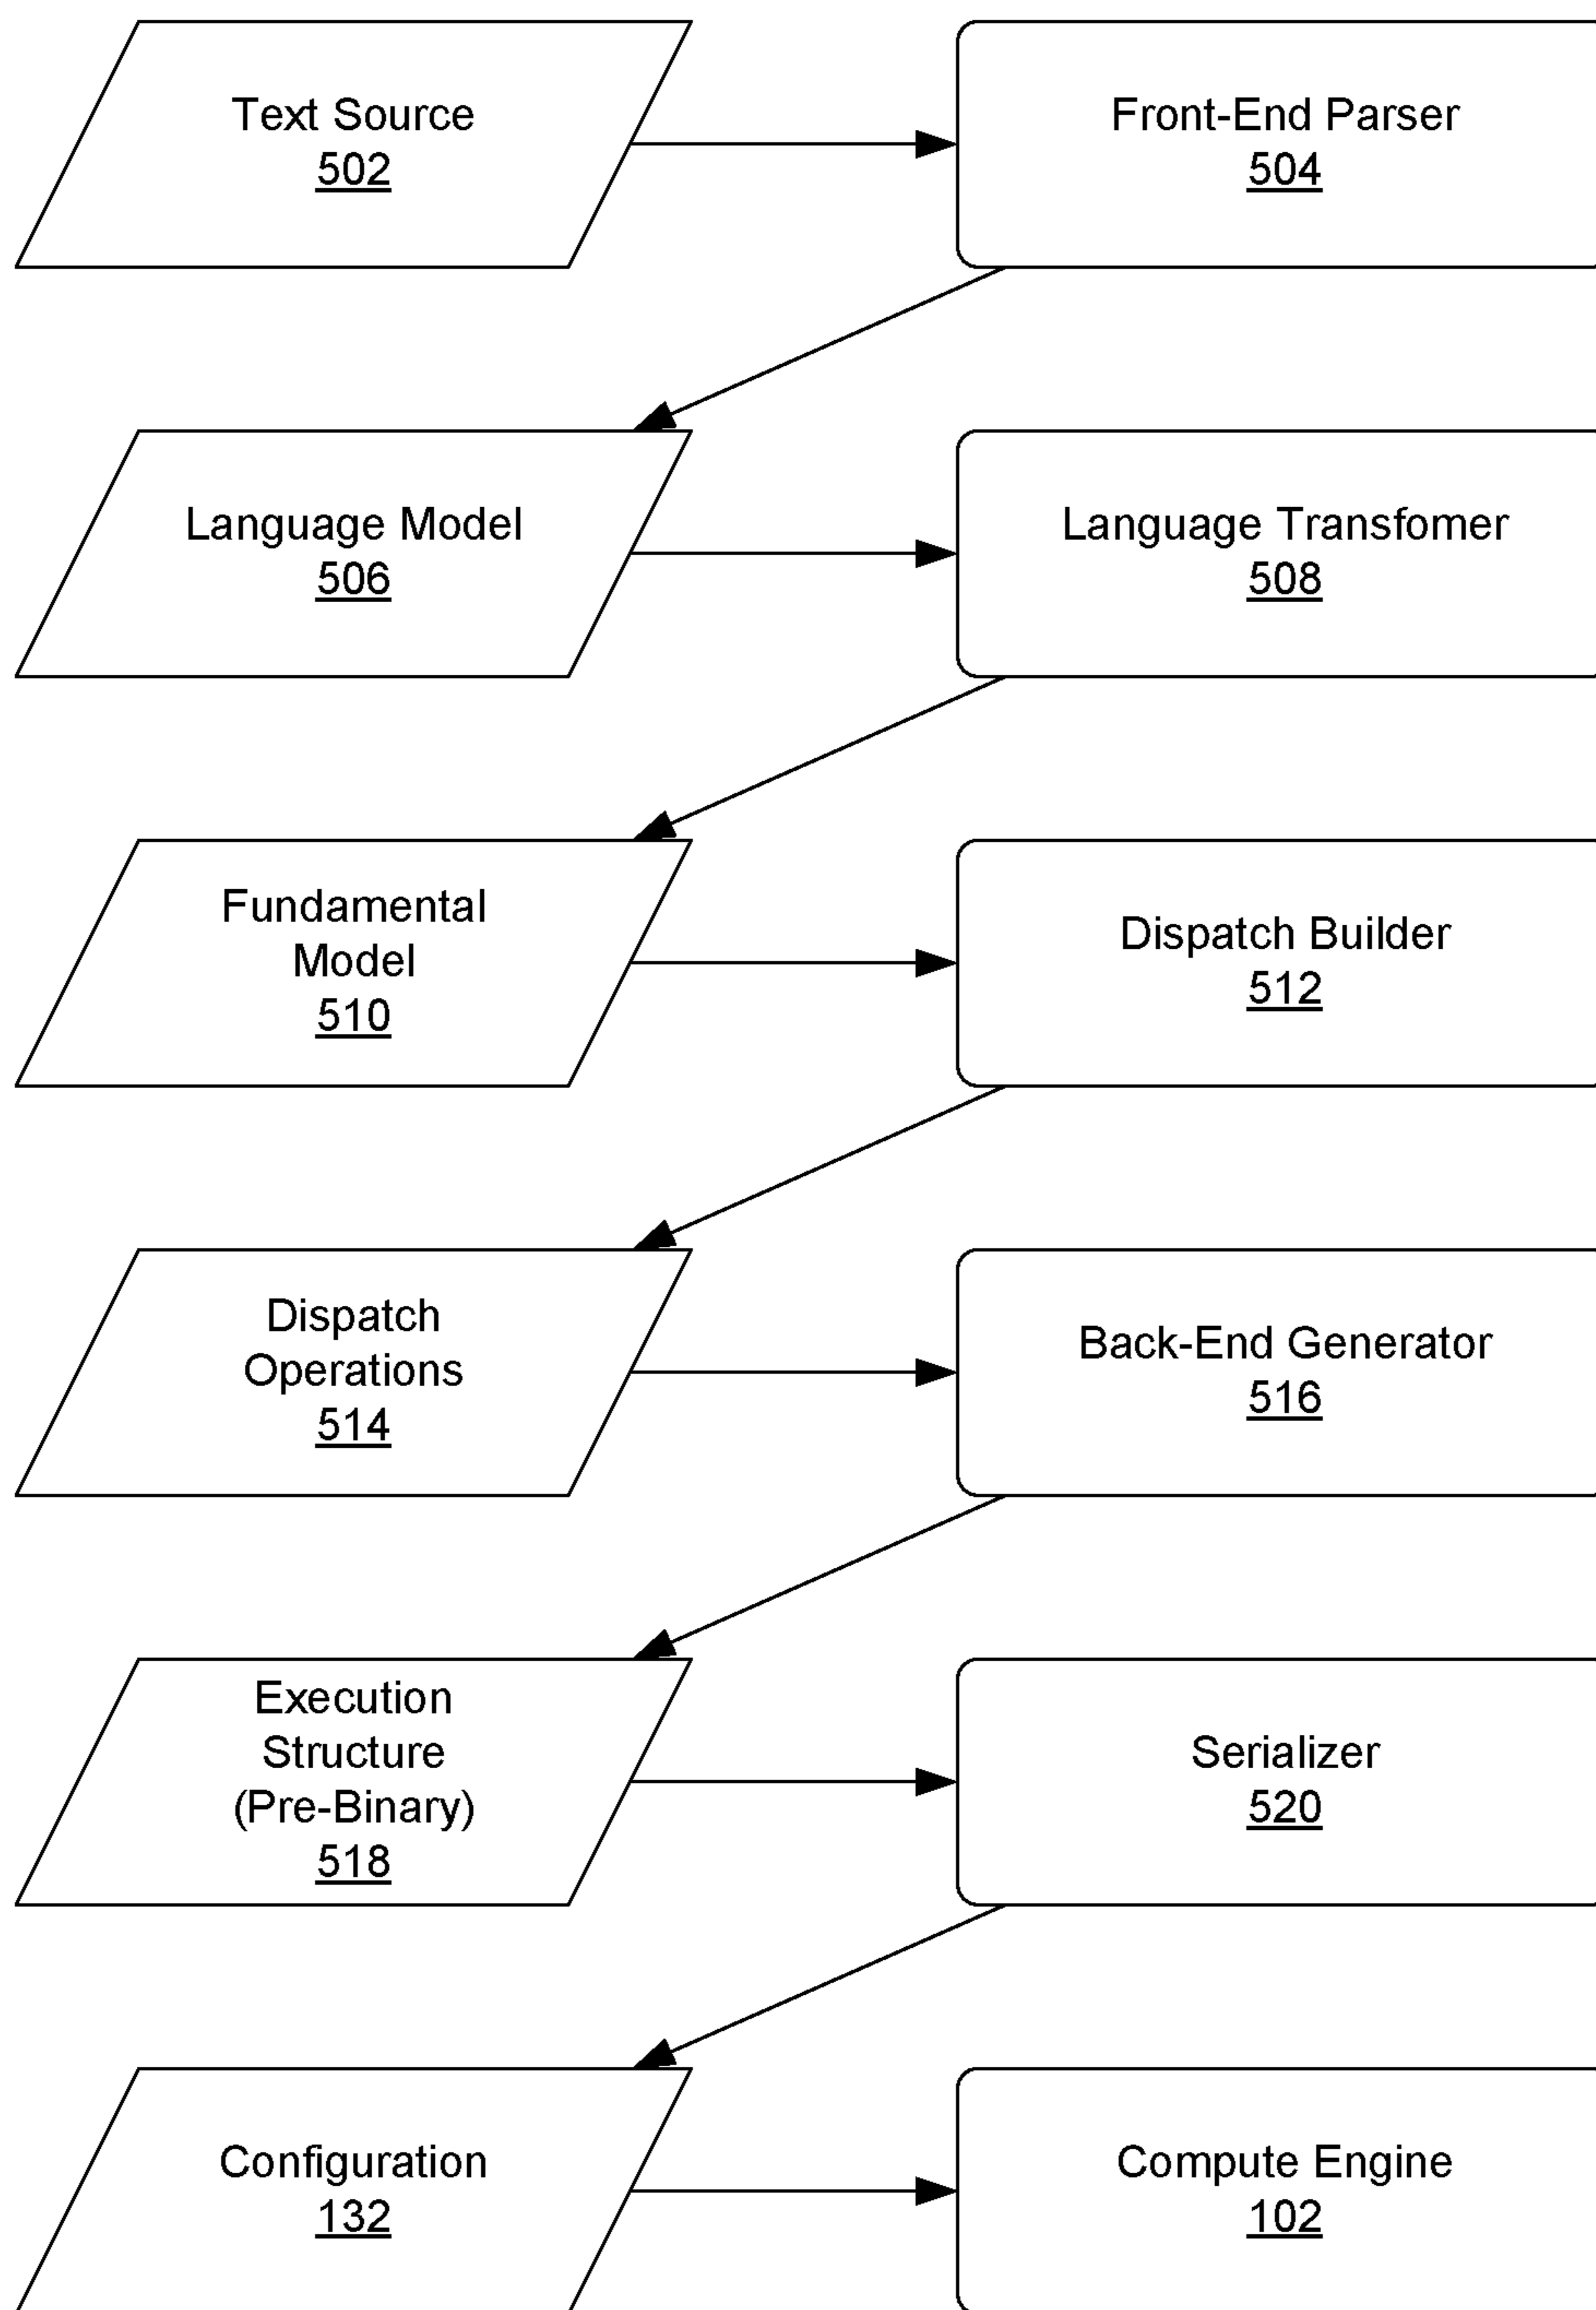 Text Source
502
Front-End Parser
504
Language Model
506
Language Transfomer
508
Fundamental
Model
510
Dispatch Builder
512
Dispatch
Operations
514
Back-End Generator
516
Execution
Structure
(Pre-Binary)
518
Serializer
520
Configuration
132
Compute Engine
102